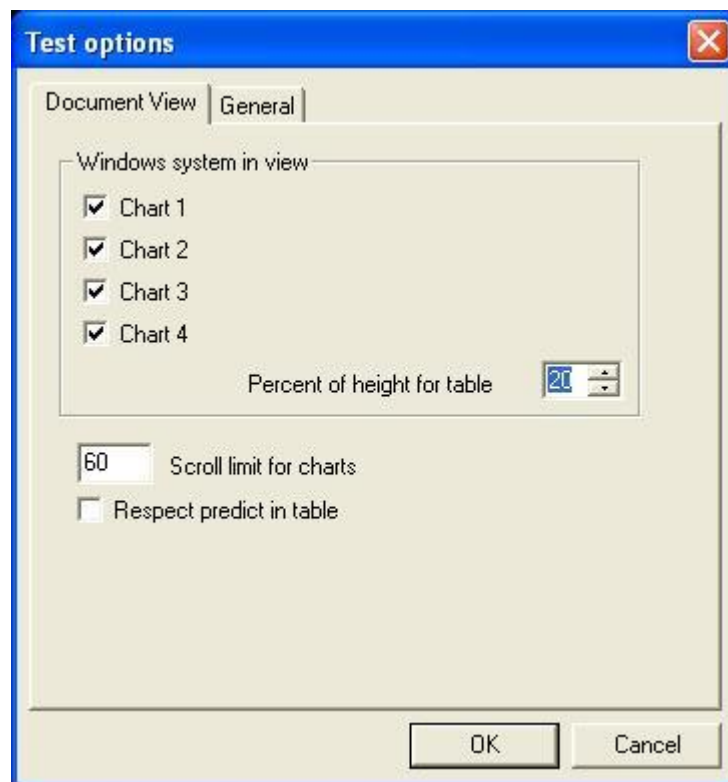 Test options
Document View General
Windows system in view
Chart 1
Chart 2
Chart 3
Chart 4
Percent of height for table 20
60 Scroll limit for charts
Respect predict in table
OK Cancel